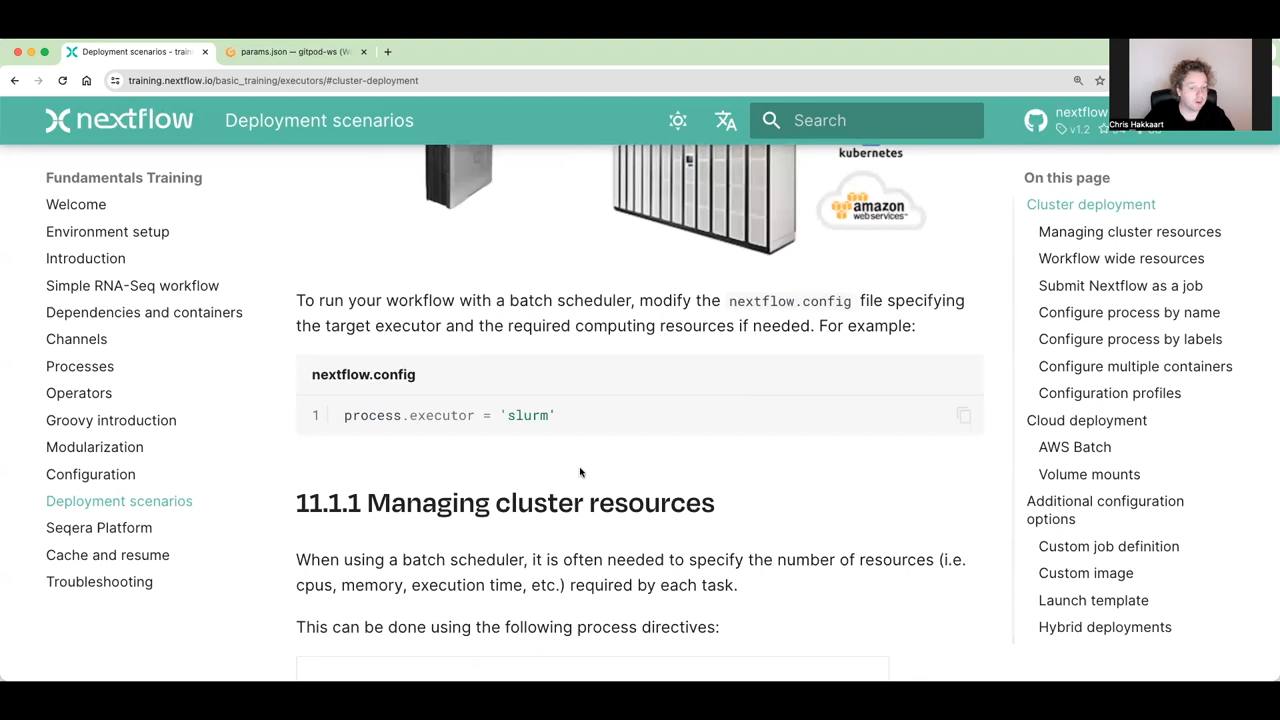 Deployment scenarios - train
params.json — gitpod-ws (W
training.nextflow.io/basic_training/executors/#cluster-deployment
nextflow
Deployment scenarios
Search
nextflow
v1.2
Chris Hakkaart
Fundamentals Training
Welcome
Environment setup
Introduction
Simple RNA-Seq workflow
Dependencies and containers
Channels
Processes
Operators
Groovy introduction
Modularization
Configuration
Deployment scenarios
Seqera Platform
Cache and resume
Troubleshooting
kubernetes
amazon
webservices™
To run your workflow with a batch scheduler, modify the nextflow.config file specifying
the target executor and the required computing resources if needed. For example:
nextflow.config
1 process.executor = 'slurm'
11.1.1 Managing cluster resources
When using a batch scheduler, it is often needed to specify the number of resources (i.e.
cpus, memory, execution time, etc.) required by each task.
This can be done using the following process directives:
On this page
Cluster deployment
Managing cluster resources
Workflow wide resources
Submit Nextflow as a job
Configure process by name
Configure process by labels
Configure multiple containers
Configuration profiles
Cloud deployment
AWS Batch
Volume mounts
Additional configuration
options
Custom job definition
Custom image
Launch template
Hybrid deployments